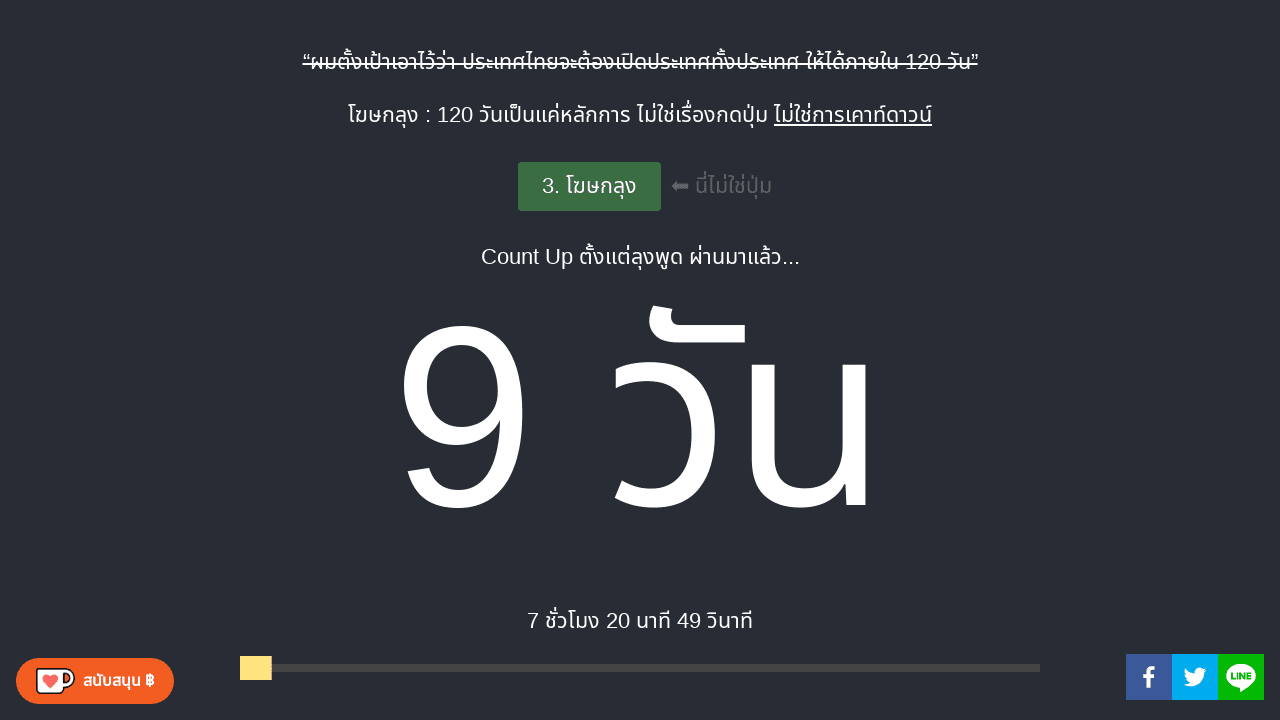 “ผมตั้งเป้าเอาไว้ว่า ประเทศไทยจะต้องเปิดประเทศทั้งประเทศ ให้ได้ภายใน 120 วัน”
โฆษกลุง : 120 วันเป็นแค่หลักการ ไม่ใช่เรื่องกดปุ่ม ไม่ใช่การเคาท์ดาวน์
3. โฆษกลุง ⬅ นี่ไม่ใช่ปุ่ม
Count Up ตั้งแต่ลุงพูด ผ่านมาแล้ว...
9 วัน
7 ชั่วโมง 20 นาที 49 วินาที
สนับสนุน ฿
LINE